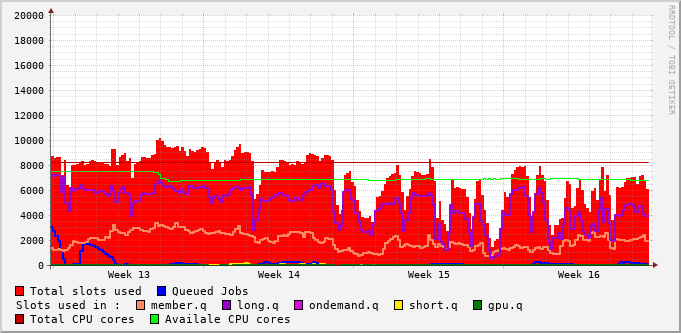 20000
18000
16000
14000
12000
10000
8000
6000
4000
2000
0
Week 13 Week 14 Week 15 Week 16
RRDTOOL / TOBI OETIKER
Total slots used Queued Jobs
Slots used in : member.q long.q ondemand.q short.q gpu.q
Total CPU cores Availale CPU cores